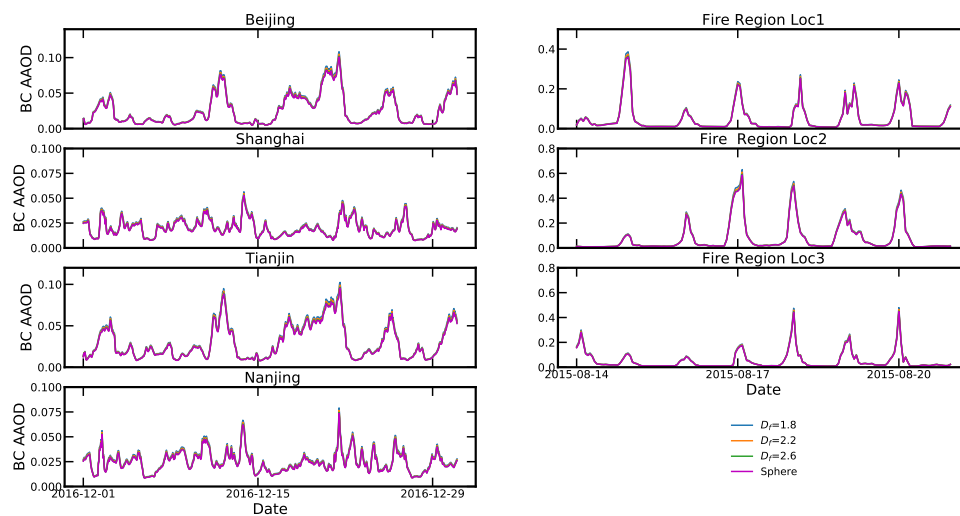 Beijing
BC AAOD
0.10
0.05
0.00
Shanghai
BC AAOD
0.100
0.075
0.050
0.025
0.000
Tianjin
BC AAOD
0.10
0.05
0.00
Nanjing
BC AAOD
0.100
0.075
0.050
0.025
0.000
2016-12-01
2016-12-15
2016-12-29
Date
Fire Region Loc1
0.4
0.2
0.0
Fire  Region Loc2
0.8
0.6
0.4
0.2
0.0
Fire Region Loc3
0.8
0.6
0.4
0.2
0.0
2015-08-14
2015-08-17
2015-08-20
Date
D_f=1.8
D_f=2.2
D_f=2.6
Sphere